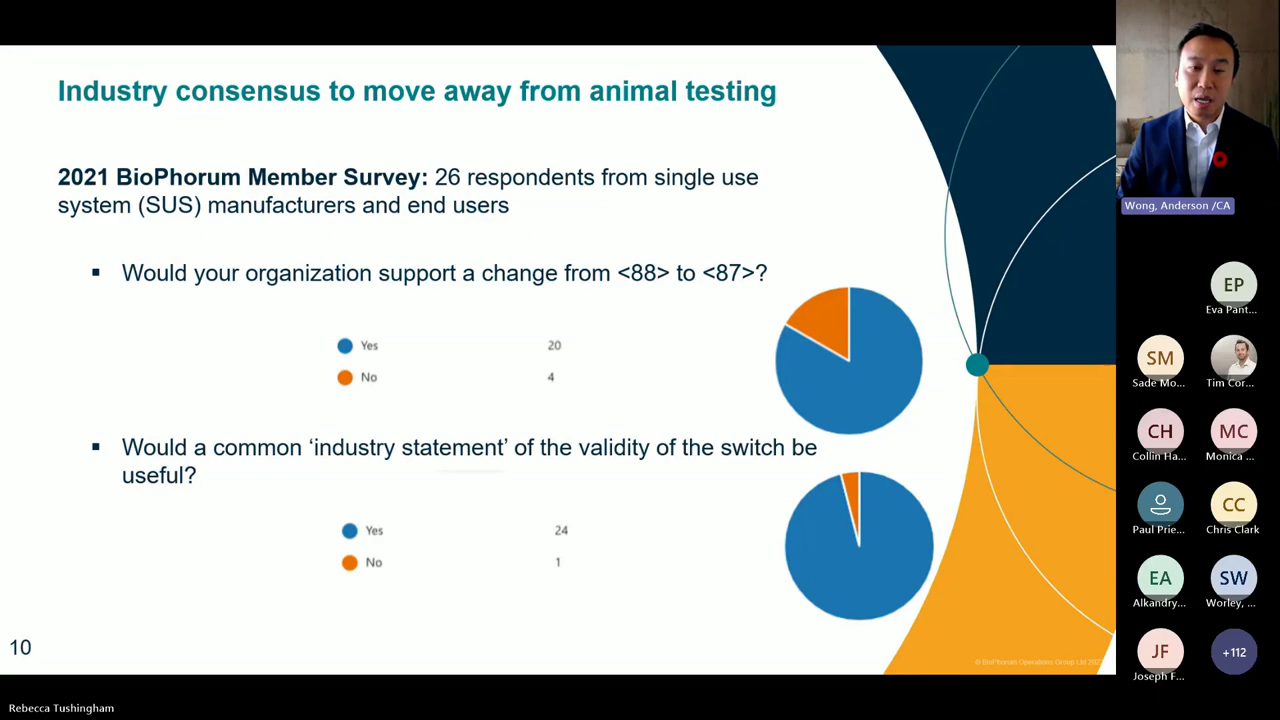 Industry consensus to move away from animal testing
2021 BioPhorum Member Survey: 26 respondents from single use
system (SUS) manufacturers and end users
▪ Would your organization support a change from <88> to <87>?
Yes 20
No 4
▪ Would a common ‘industry statement’ of the validity of the switch be
useful?
Yes 24
No 1
10
© BioPhorum Operations Group Ltd
Rebecca Tushingham
Wong, Anderson /CA
EP
Eva Pant...
SM
Sade Mo...
Tim Cor...
CH
Collin Ha...
MC
Monica ...
Paul Prie...
CC
Chris Clark
EA
Alkandry...
SW
Worley, ...
JF
Joseph F...
+112